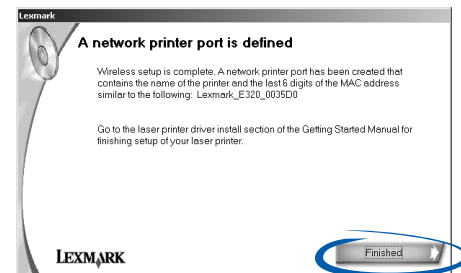 Lexmark
A network printer port is defined
Wireless setup is complete. A network printer port has been created that
contains the name of the printer and the last 6 digits of the MAC address
similar to the following: Lexmark_E320_0035D0
Go to the laser printer driver install section of the Getting Started Manual for
finishing setup of your laser printer.
LEXMARK
Finished